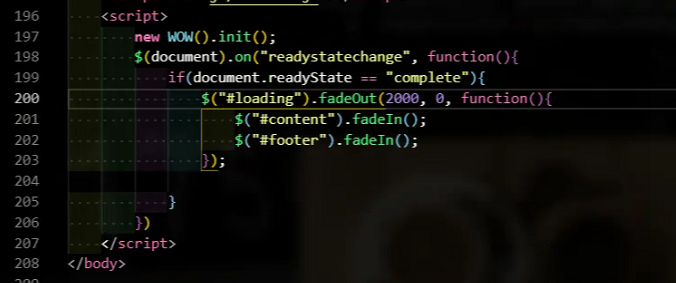 196 <script>
197 new WOW().init();
198 $(document).on("readystatechange", function(){
199 if(document.readyState == "complete"){
200 $("#loading").fadeOut(2000, 0, function(){
201 $("#content").fadeIn();
202 $("#footer").fadeIn();
203 });
204
205 }
206 })
207 </script>
208 </body>